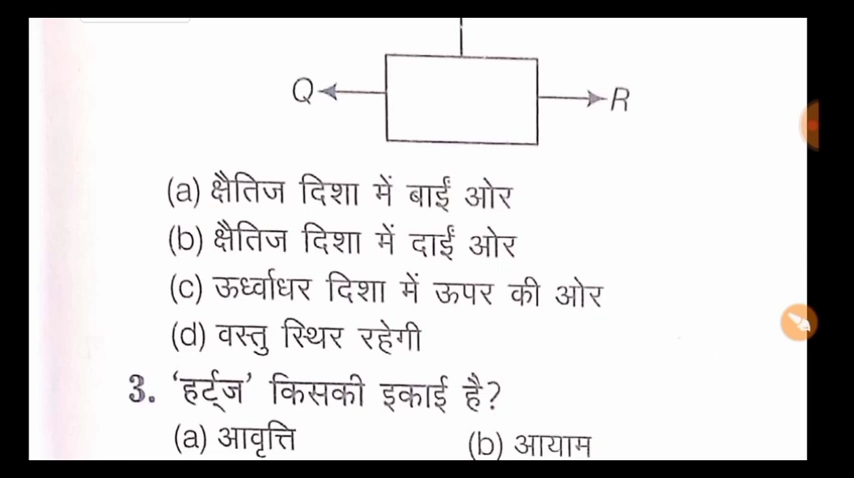 Q R
(a) क्षैतिज दिशा में बाईं ओर
(b) क्षैतिज दिशा में दाईं ओर
(c) ऊर्ध्वाधर दिशा में ऊपर की ओर
(d) वस्तु स्थिर रहेगी
3. ‘हर्ट्ज’ किसकी इकाई है?
(a) आवृत्ति (b) आयाम